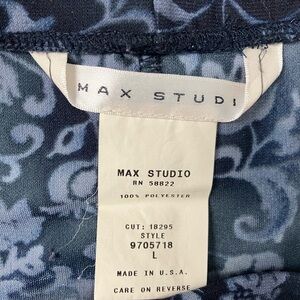 MAX STUDI
MAX STUDIO
RN 58822
100% POLYESTER
CUT: 18295
STYLE
9705718
L
MADE IN U.S.A.
CARE ON REVERSE